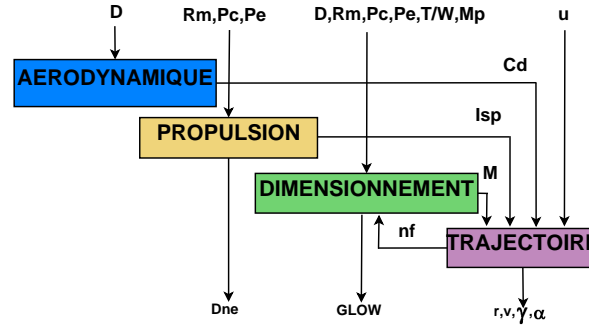 D
Rm,Pc,Pe
D,Rm,Pc,Pe,T/W,Mp
u
AERODYNAMIQUE
Cd
PROPULSION
Isp
DIMENSIONNEMENT
M
nf
TRAJECTOIRE
Dne
GLOW
r,v,γ,α